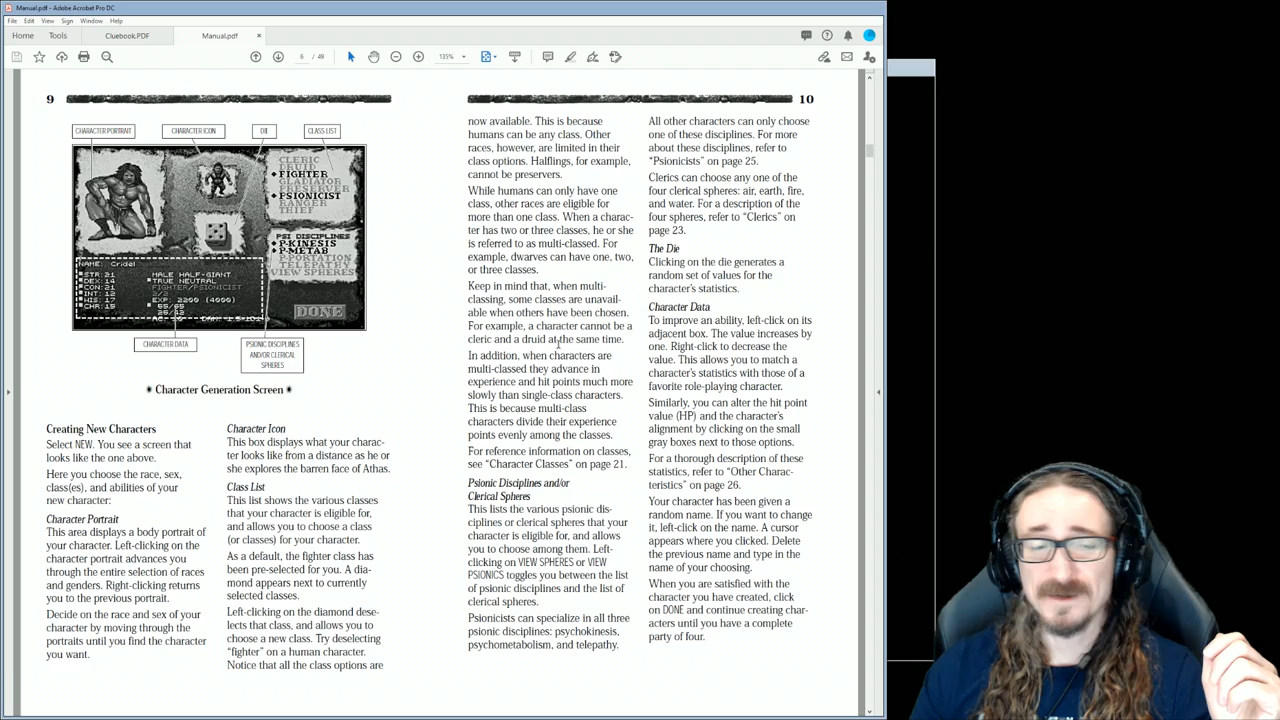 Manual.pdf - Adobe Acrobat Pro DC
File Edit View Sign Window Help
Home Tools Cluebook.PDF Manual.pdf ×
6 / 49 135%
9
CHARACTER PORTRAIT CHARACTER ICON DIE CLASS LIST
CLERIC
DRUID
FIGHTER
GLADIATOR
PRESERVER
PSIONICIST
RANGER
THIEF
PSI DISCIPLINES
P-KINESIS
P-METAB
P-PORTATION
TELEPATHY
VIEW SPHERES
NAME: Cridel
STR:21 MALE HALF-GIANT
DEX:14 TRUE NEUTRAL
CON:21 FIGHTER/PSIONICIST
INT:12 2/2
WIS:17 EXP: 2200 (4000)
CHR:15
DONE
CHARACTER DATA
PSIONIC DISCIPLINES
AND/OR CLERICAL
SPHERES
✷ Character Generation Screen ✷
Creating New Characters
Select NEW. You see a screen that
looks like the one above.
Here you choose the race, sex,
class(es), and abilities of your
new character:
Character Portrait
This area displays a body portrait of
your character. Left-clicking on the
character portrait advances you
through the entire selection of races
and genders. Right-clicking returns
you to the previous portrait.
Decide on the race and sex of your
character by moving through the
portraits until you find the character
you want.
Character Icon
This box displays what your charac-
ter looks like from a distance as he or
she explores the barren face of Athas.
Class List
This list shows the various classes
that your character is eligible for,
and allows you to choose a class
(or classes) for your character.
As a default, the fighter class has
been pre-selected for you. A dia-
mond appears next to currently
selected classes.
Left-clicking on the diamond dese-
lects that class, and allows you to
choose a new class. Try deselecting
“fighter” on a human character.
Notice that all the class options are
10
now available. This is because
humans can be any class. Other
races, however, are limited in their
class options. Halflings, for example,
cannot be preservers.
While humans can only have one
class, other races are eligible for
more than one class. When a charac-
ter has two or three classes, he or she
is referred to as multi-classed. For
example, dwarves can have one, two,
or three classes.
Keep in mind that, when multi-
classing, some classes are unavail-
able when others have been chosen.
For example, a character cannot be a
cleric and a druid at the same time.
In addition, when characters are
multi-classed they advance in
experience and hit points much more
slowly than single-class characters.
This is because multi-class
characters divide their experience
points evenly among the classes.
For reference information on classes,
see “Character Classes” on page 21.
Psionic Disciplines and/or
Clerical Spheres
This lists the various psionic dis-
ciplines or clerical spheres that your
character is eligible for, and allows
you to choose among them. Left-
clicking on VIEW SPHERES or VIEW
PSIONICS toggles you between the list
of psionic disciplines and the list of
clerical spheres.
Psionicists can specialize in all three
psionic disciplines: psychokinesis,
psychometabolism, and telepathy.
All other characters can only choose
one of these disciplines. For more
about these disciplines, refer to
“Psionicists” on page 25.
Clerics can choose any one of the
four clerical spheres: air, earth, fire,
and water. For a description of the
four spheres, refer to “Clerics” on
page 23.
The Die
Clicking on the die generates a
random set of values for the
character’s statistics.
Character Data
To improve an ability, left-click on its
adjacent box. The value increases by
one. Right-click to decrease the
value. This allows you to match a
character’s statistics with those of a
favorite role-playing character.
Similarly, you can alter the hit point
value (HP) and the character’s
alignment by clicking on the small
gray boxes next to those options.
For a thorough description of these
statistics, refer to “Other Charac-
teristics” on page 26.
Your character has been given a
random name. If you want to change
it, left-click on the name. A cursor
appears where you clicked. Delete
the previous name and type in the
name of your choosing.
When you are satisfied with the
character you have created, click
on DONE and continue creating char-
acters until you have a complete
party of four.